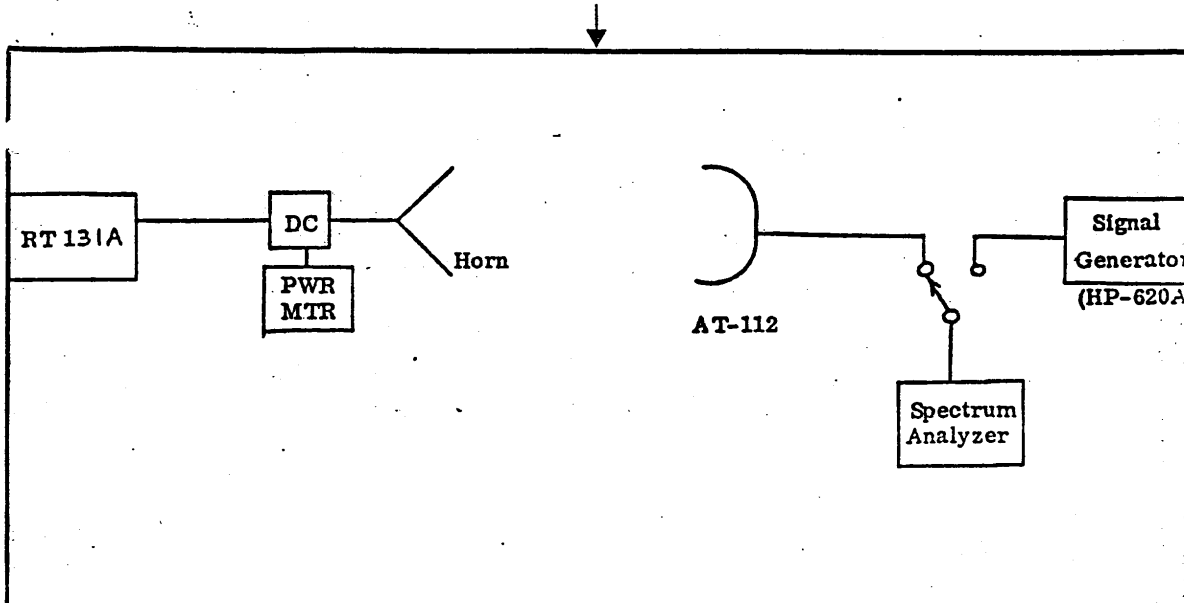 RT 131A
DC
PWR
MTR
Horn
AT-112
Signal
Generator
(HP-620A
Spectrum
Analyzer